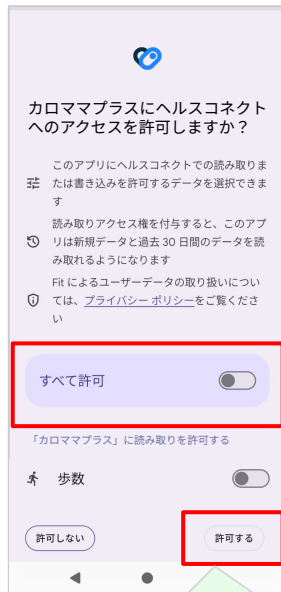 カロママプラスにヘルスコネクト
へのアクセスを許可しますか？
このアプリにヘルスコネクトでの読み取りま
たは書き込みを許可するデータを選択できま
す
読み取りアクセス権を付与すると、このアプ
リは新規データと過去 30 日間のデータを読
み取れるようになります
Fit によるユーザーデータの取り扱いについ
ては、プライバシー ポリシーをご覧くださ
い
すべて許可
「カロママプラス」に読み取りを許可する
歩数
許可しない
許可する